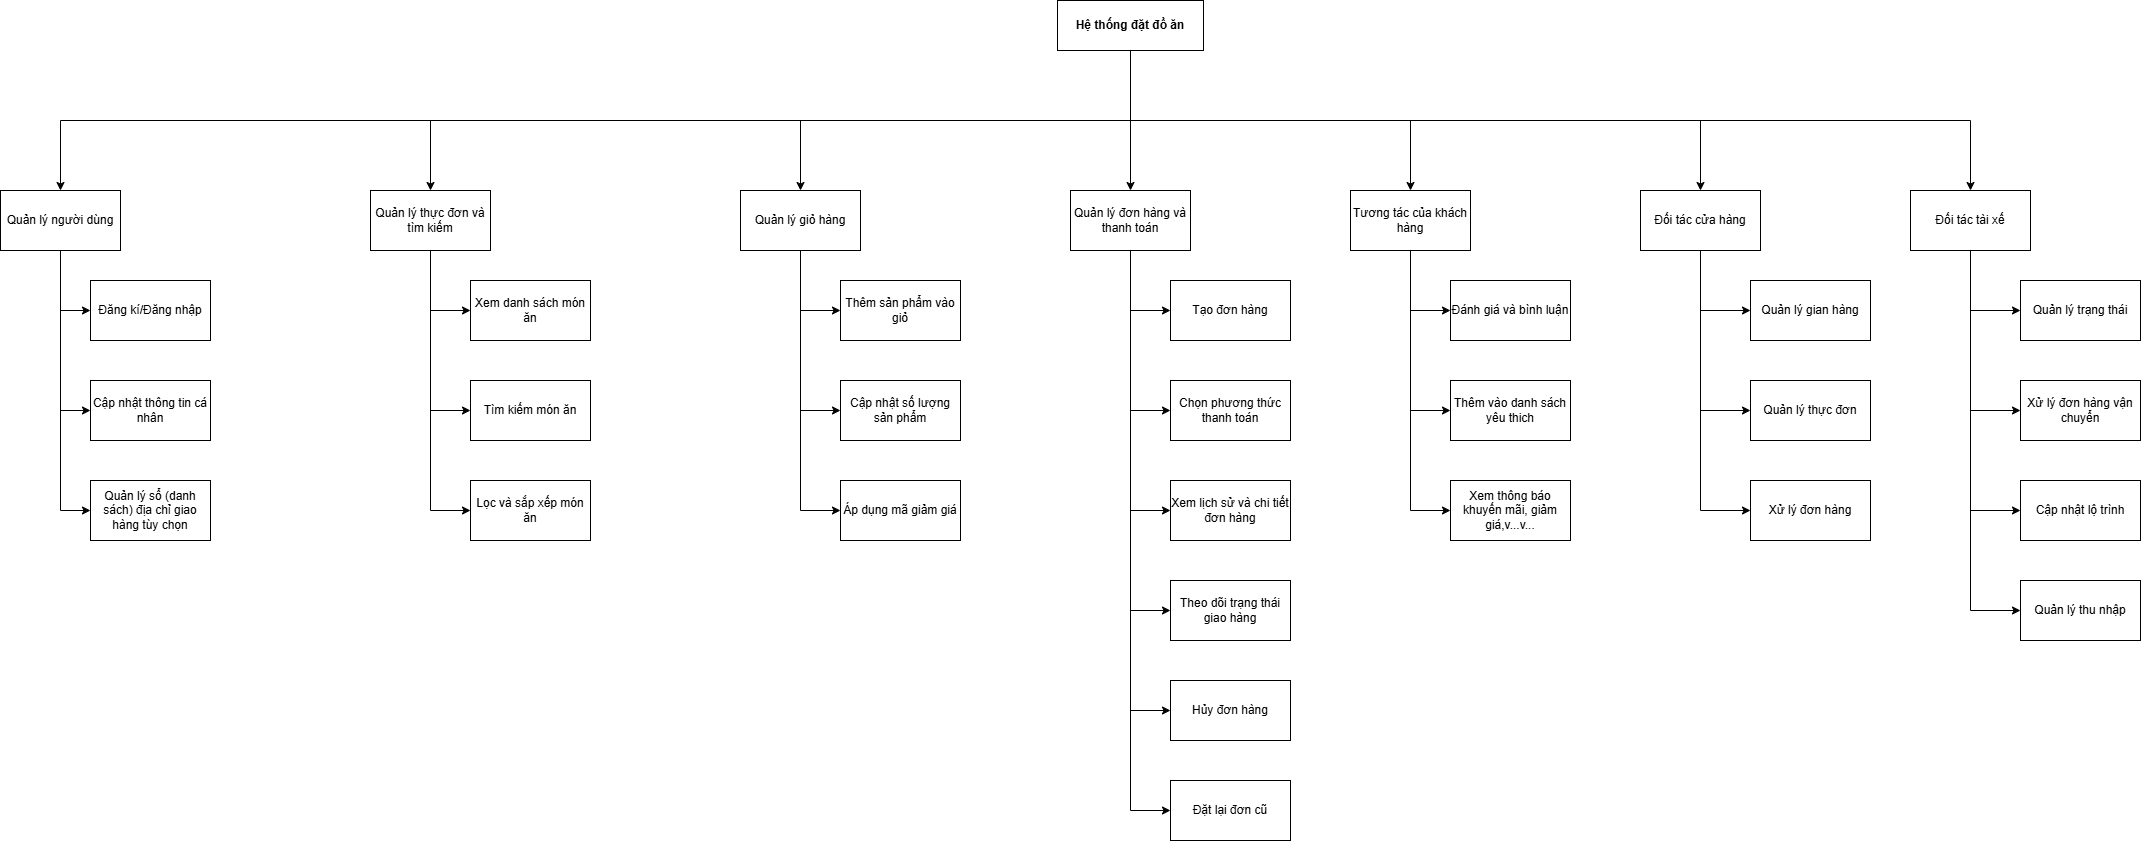 Hệ thống đặt đồ ăn
Quản lý người dùng
Đăng kí/Đăng nhập
Cập nhật thông tin cá
nhân
Quản lý sổ (danh
sách) địa chỉ giao
hàng tùy chọn
Quản lý thực đơn và
tìm kiếm
Xem danh sách món
ăn
Tìm kiếm món ăn
Lọc và sắp xếp món
ăn
Quản lý giỏ hàng
Thêm sản phẩm vào
giỏ
Cập nhật số lượng
sản phẩm
Áp dụng mã giảm giá
Quản lý đơn hàng và
thanh toán
Tạo đơn hàng
Chọn phương thức
thanh toán
Xem lịch sử và chi tiết
đơn hàng
Theo dõi trạng thái
giao hàng
Hủy đơn hàng
Đặt lại đơn cũ
Tương tác của khách
hàng
Đánh giá và bình luận
Thêm vào danh sách
yêu thich
Xem thông báo
khuyến mãi, giảm
giá,v...v...
Đối tác cửa hàng
Quản lý gian hàng
Quản lý thực đơn
Xử lý đơn hàng
Đối tác tài xế
Quản lý trạng thái
Xử lý đơn hàng vận
chuyển
Cập nhật lộ trình
Quản lý thu nhập